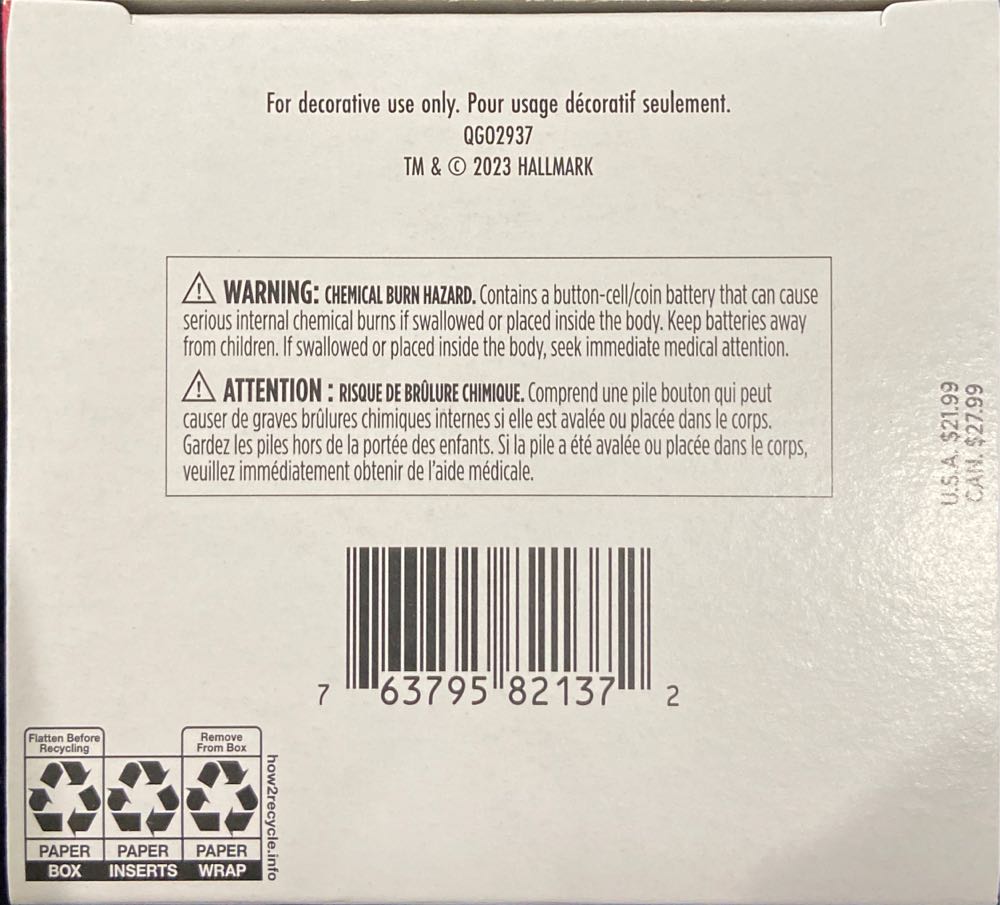 For decorative use only. Pour usage décoratif seulement.
QGO2937
TM & © 2023 HALLMARK
⚠ WARNING: CHEMICAL BURN HAZARD. Contains a button-cell/coin battery that can cause
serious internal chemical burns if swallowed or placed inside the body. Keep batteries away
from children. If swallowed or placed inside the body, seek immediate medical attention.
⚠ ATTENTION : RISQUE DE BRÛLURE CHIMIQUE. Comprend une pile bouton qui peut
causer de graves brûlures chimiques internes si elle est avalée ou placée dans le corps.
Gardez les piles hors de la portée des enfants. Si la pile a été avalée ou placée dans le corps,
veuillez immédiatement obtenir de l'aide médicale.
U.S.A. $21.99
CAN. $27.99
7 63795 82137 2
Flatten Before
Recycling
Remove
From Box
PAPER PAPER PAPER
BOX INSERTS WRAP
how2recycle.info